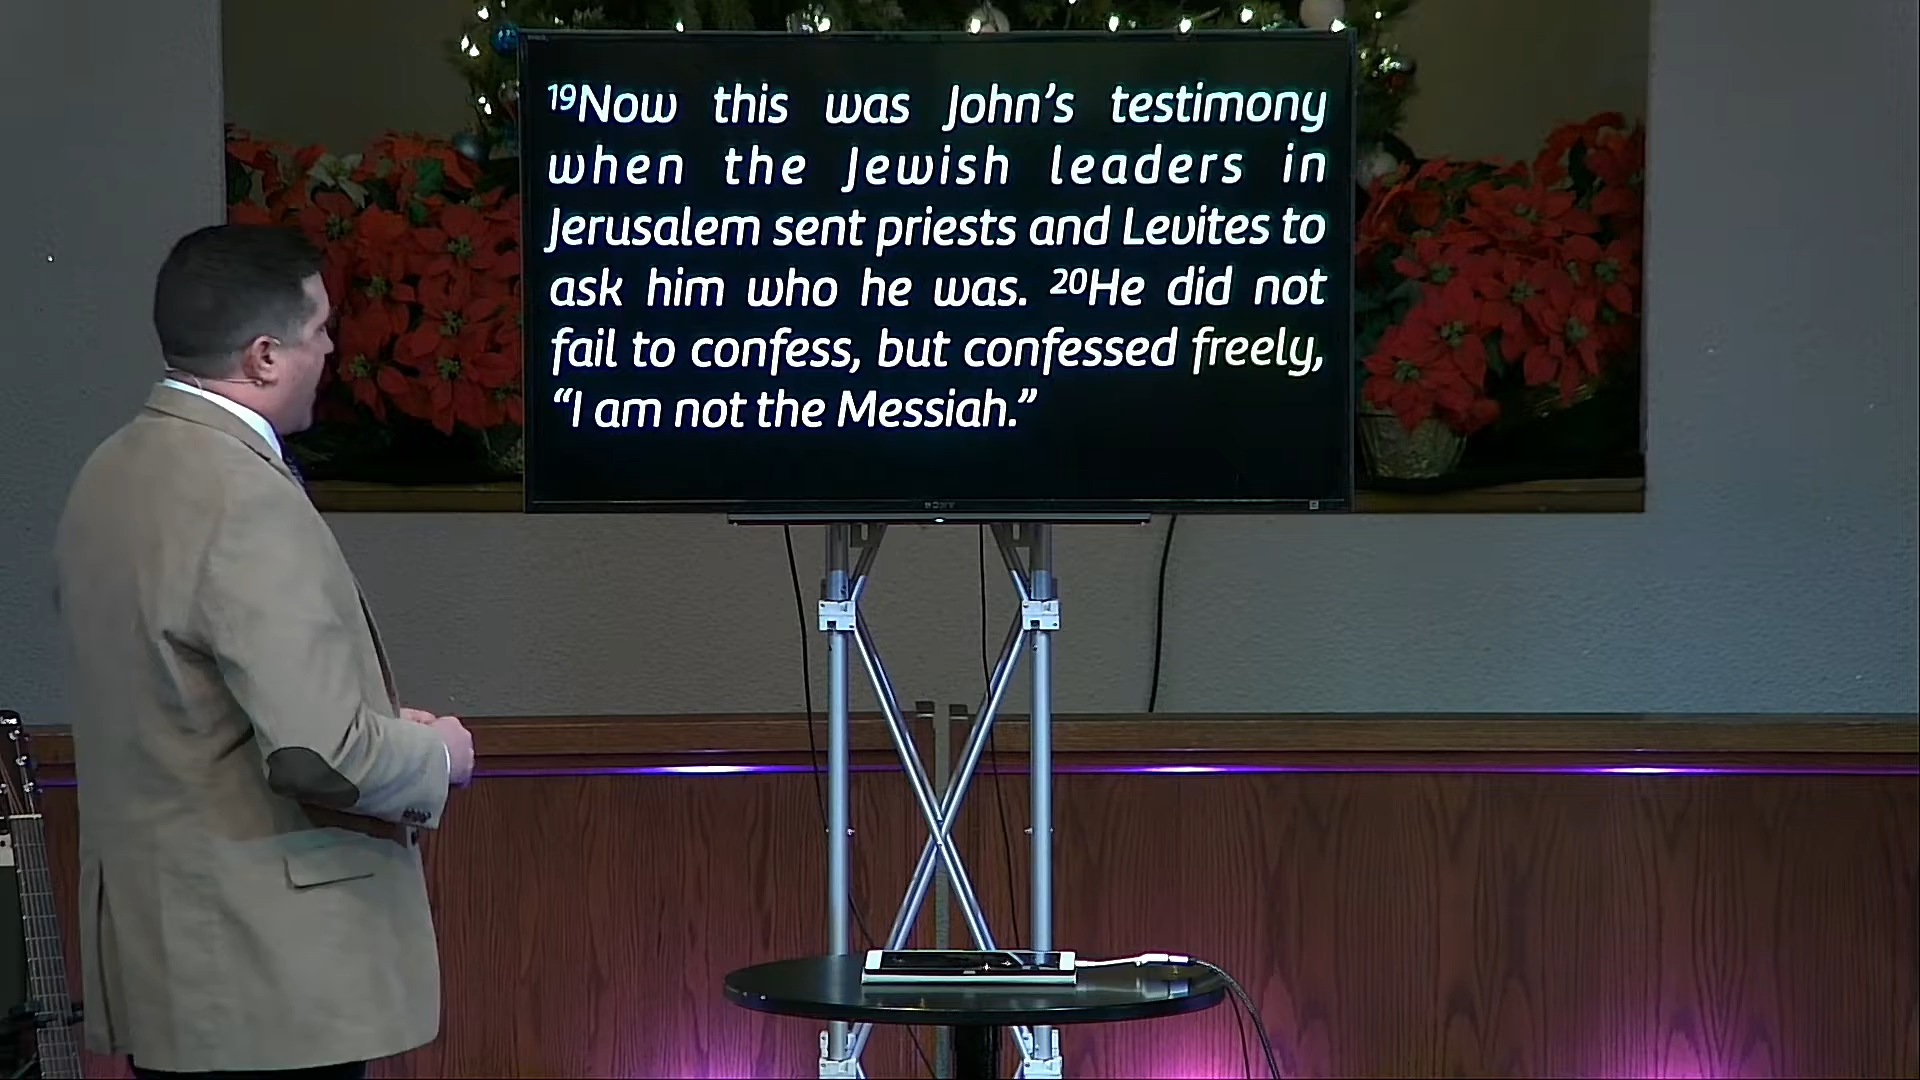 ¹⁹Now this was John’s testimony
when the Jewish leaders in
Jerusalem sent priests and Levites to
ask him who he was. ²⁰He did not
fail to confess, but confessed freely,
“I am not the Messiah.”
SONY